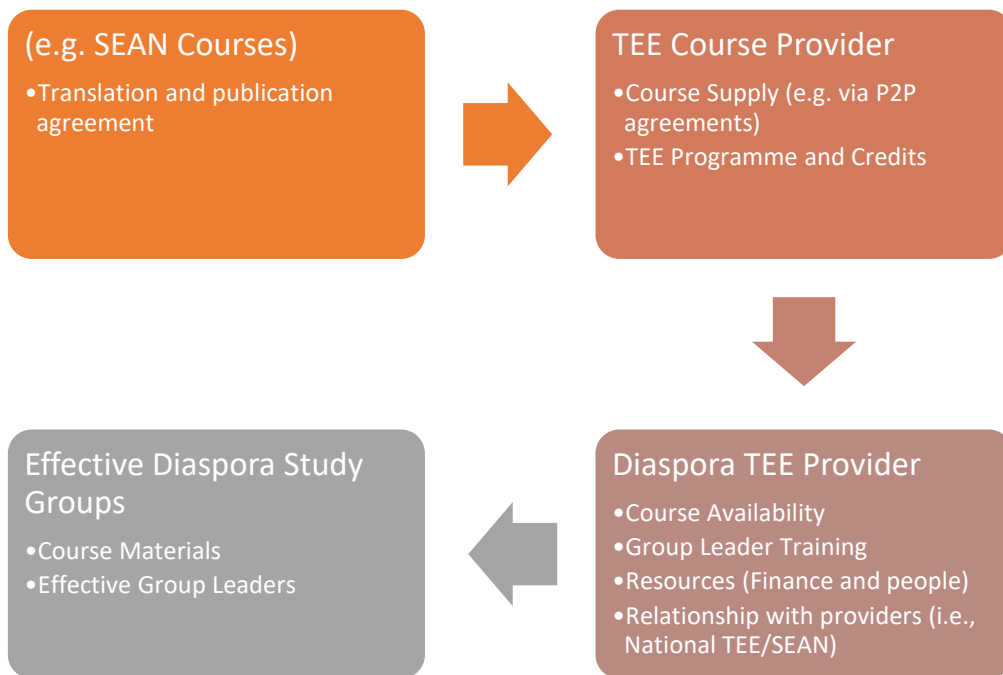 (e.g. SEAN Courses)
•Translation and publication
agreement
TEE Course Provider
•Course Supply (e.g. via P2P
agreements)
•TEE Programme and Credits
Diaspora TEE Provider
•Course Availability
•Group Leader Training
•Resources (Finance and people)
•Relationship with providers (i.e.,
National TEE/SEAN)
Effective Diaspora Study
Groups
•Course Materials
•Effective Group Leaders